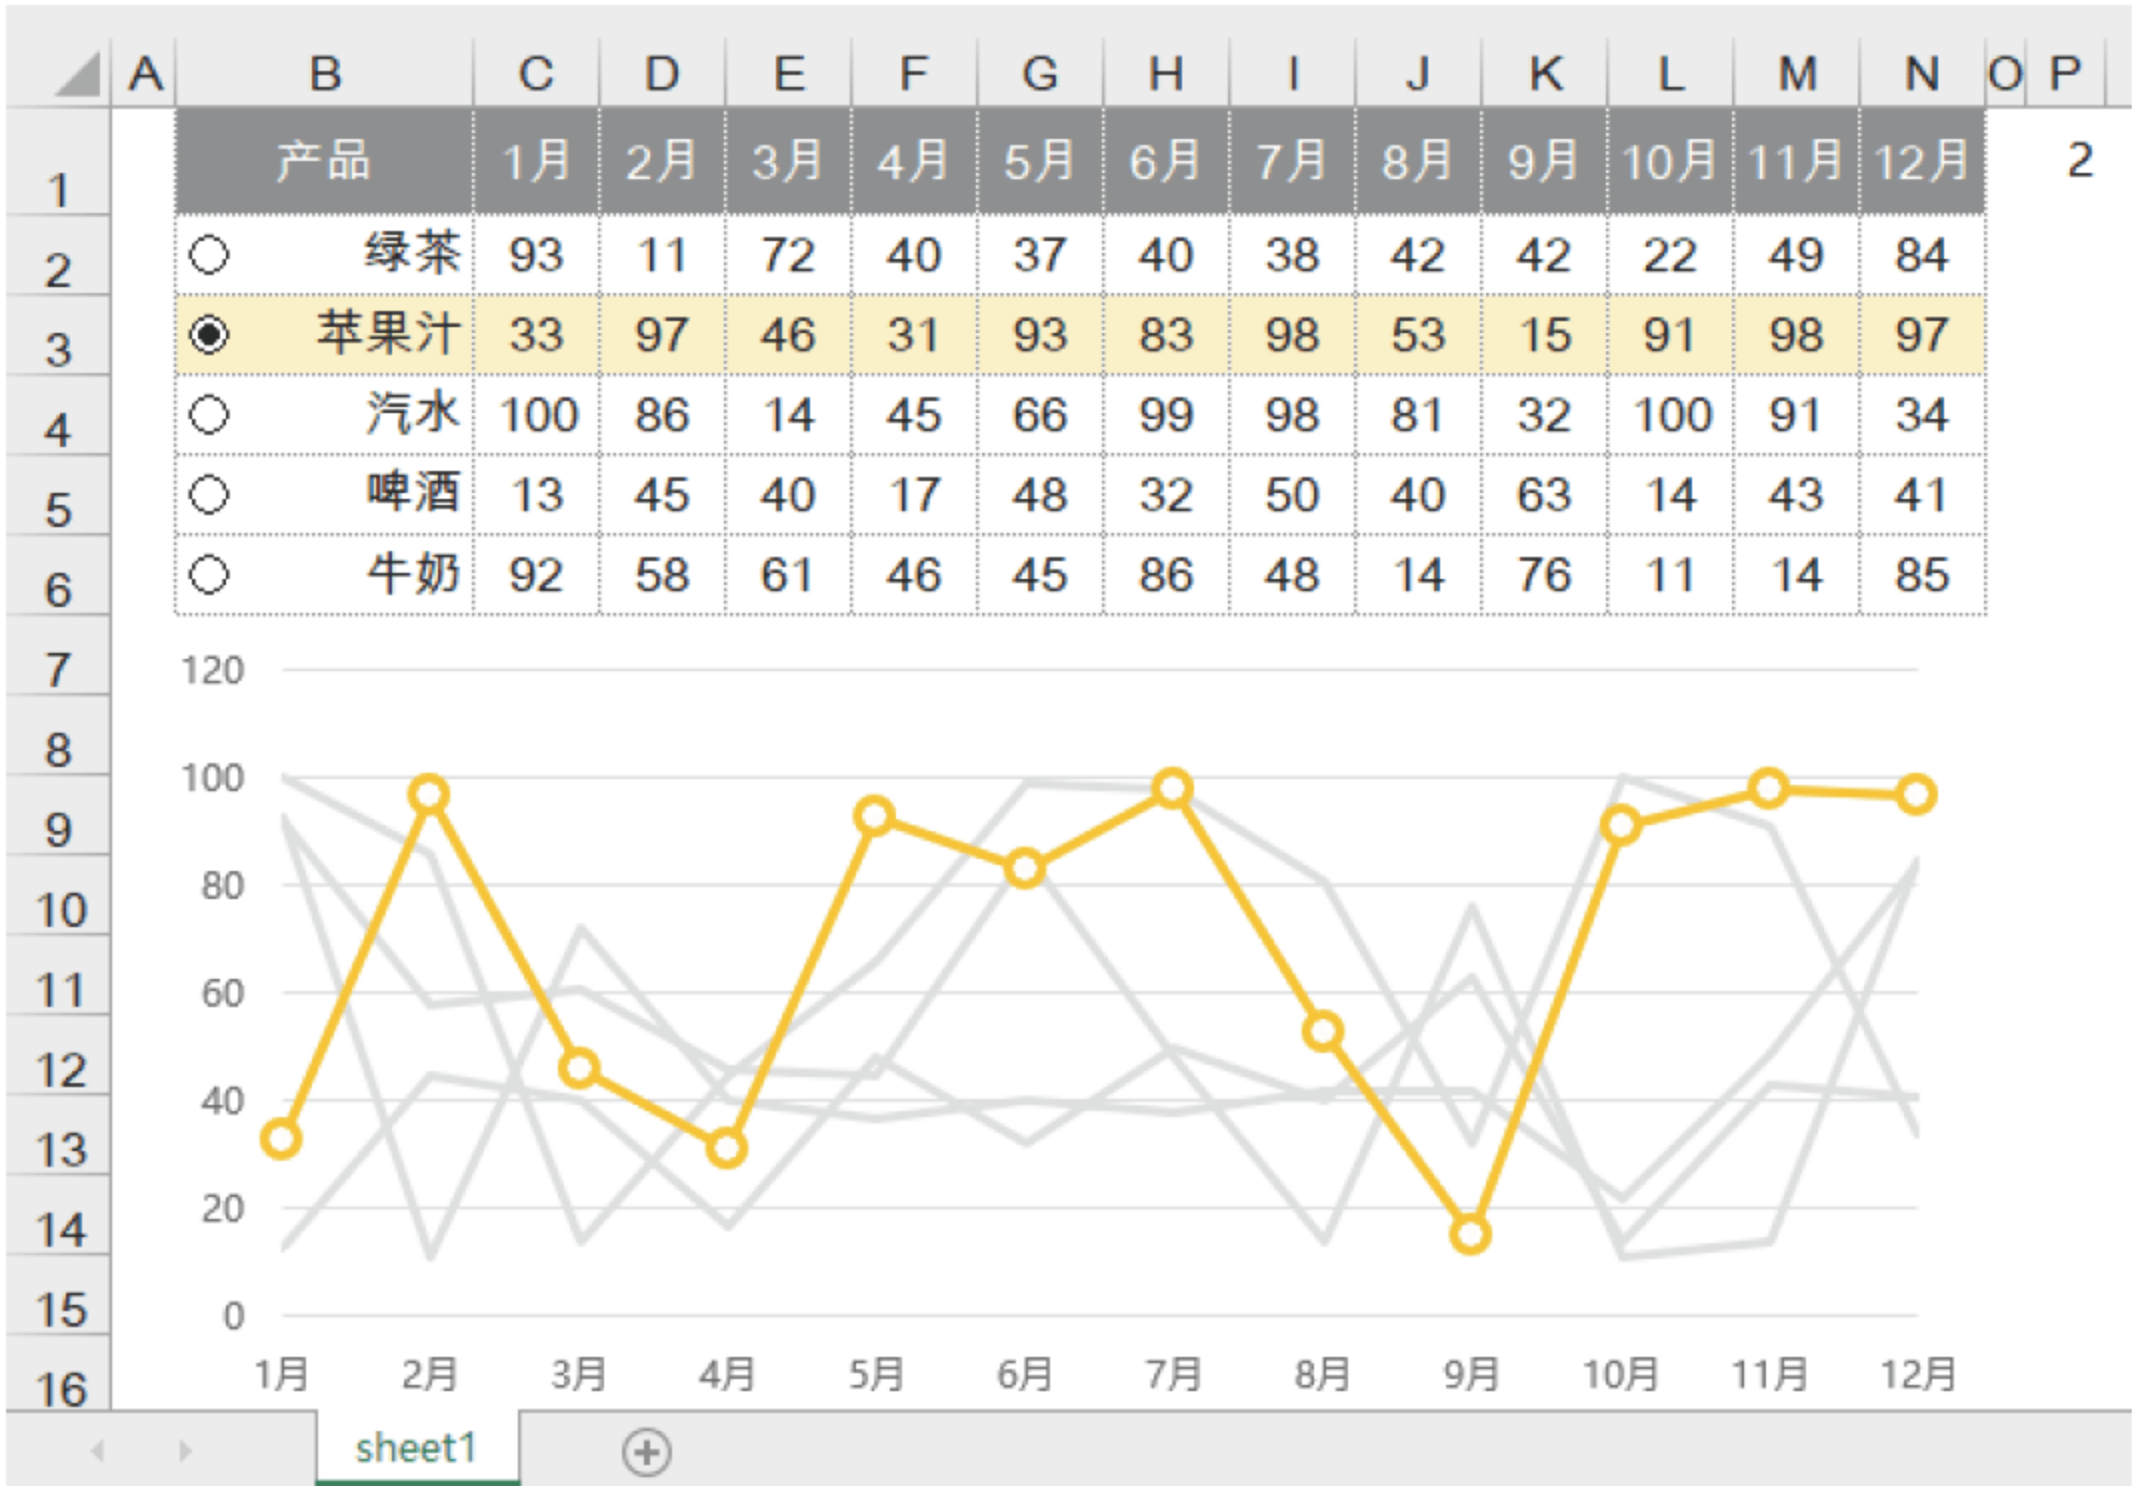 A B C D E F G H I J K L M N O P
1 产品 1月 2月 3月 4月 5月 6月 7月 8月 9月 10月 11月 12月 2
2 绿茶 93 11 72 40 37 40 38 42 42 22 49 84
3 苹果汁 33 97 46 31 93 83 98 53 15 91 98 97
4 汽水 100 86 14 45 66 99 98 81 32 100 91 34
5 啤酒 13 45 40 17 48 32 50 40 63 14 43 41
6 牛奶 92 58 61 46 45 86 48 14 76 11 14 85
7 120
8 100
9
10 80
11 60
12 40
13
14 20
15 0
16 1月 2月 3月 4月 5月 6月 7月 8月 9月 10月 11月 12月
sheet1